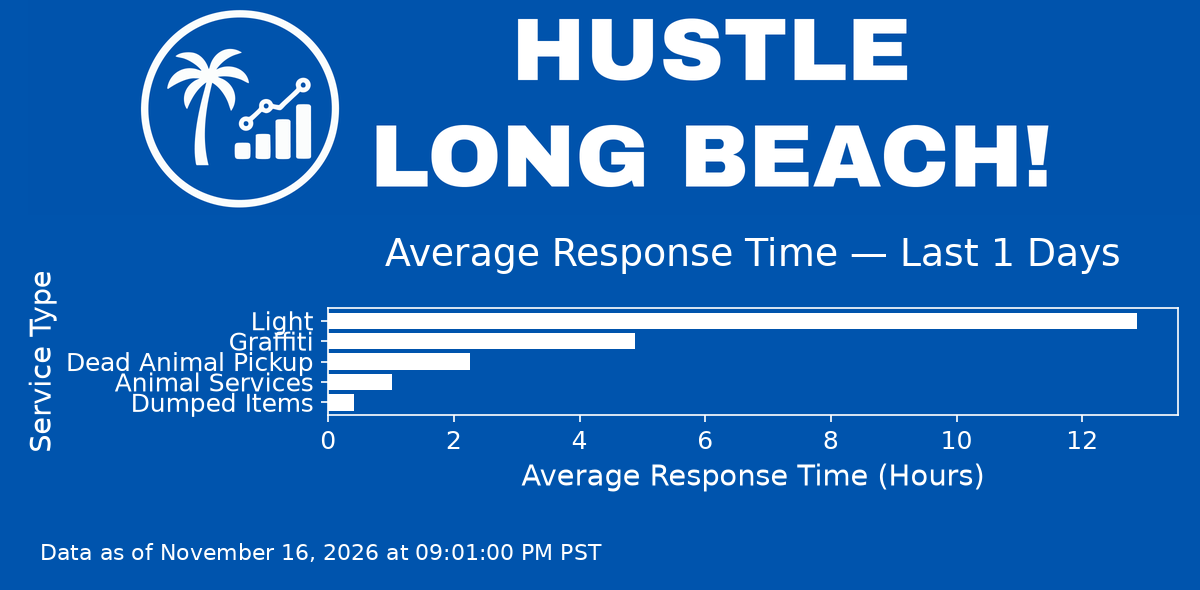 HUSTLE
LONG BEACH!
Average Response Time — Last 1 Days
Service Type
Light
Graffiti
Dead Animal Pickup
Animal Services
Dumped Items
0 2 4 6 8 10 12
Average Response Time (Hours)
Data as of November 16, 2026 at 09:01:00 PM PST